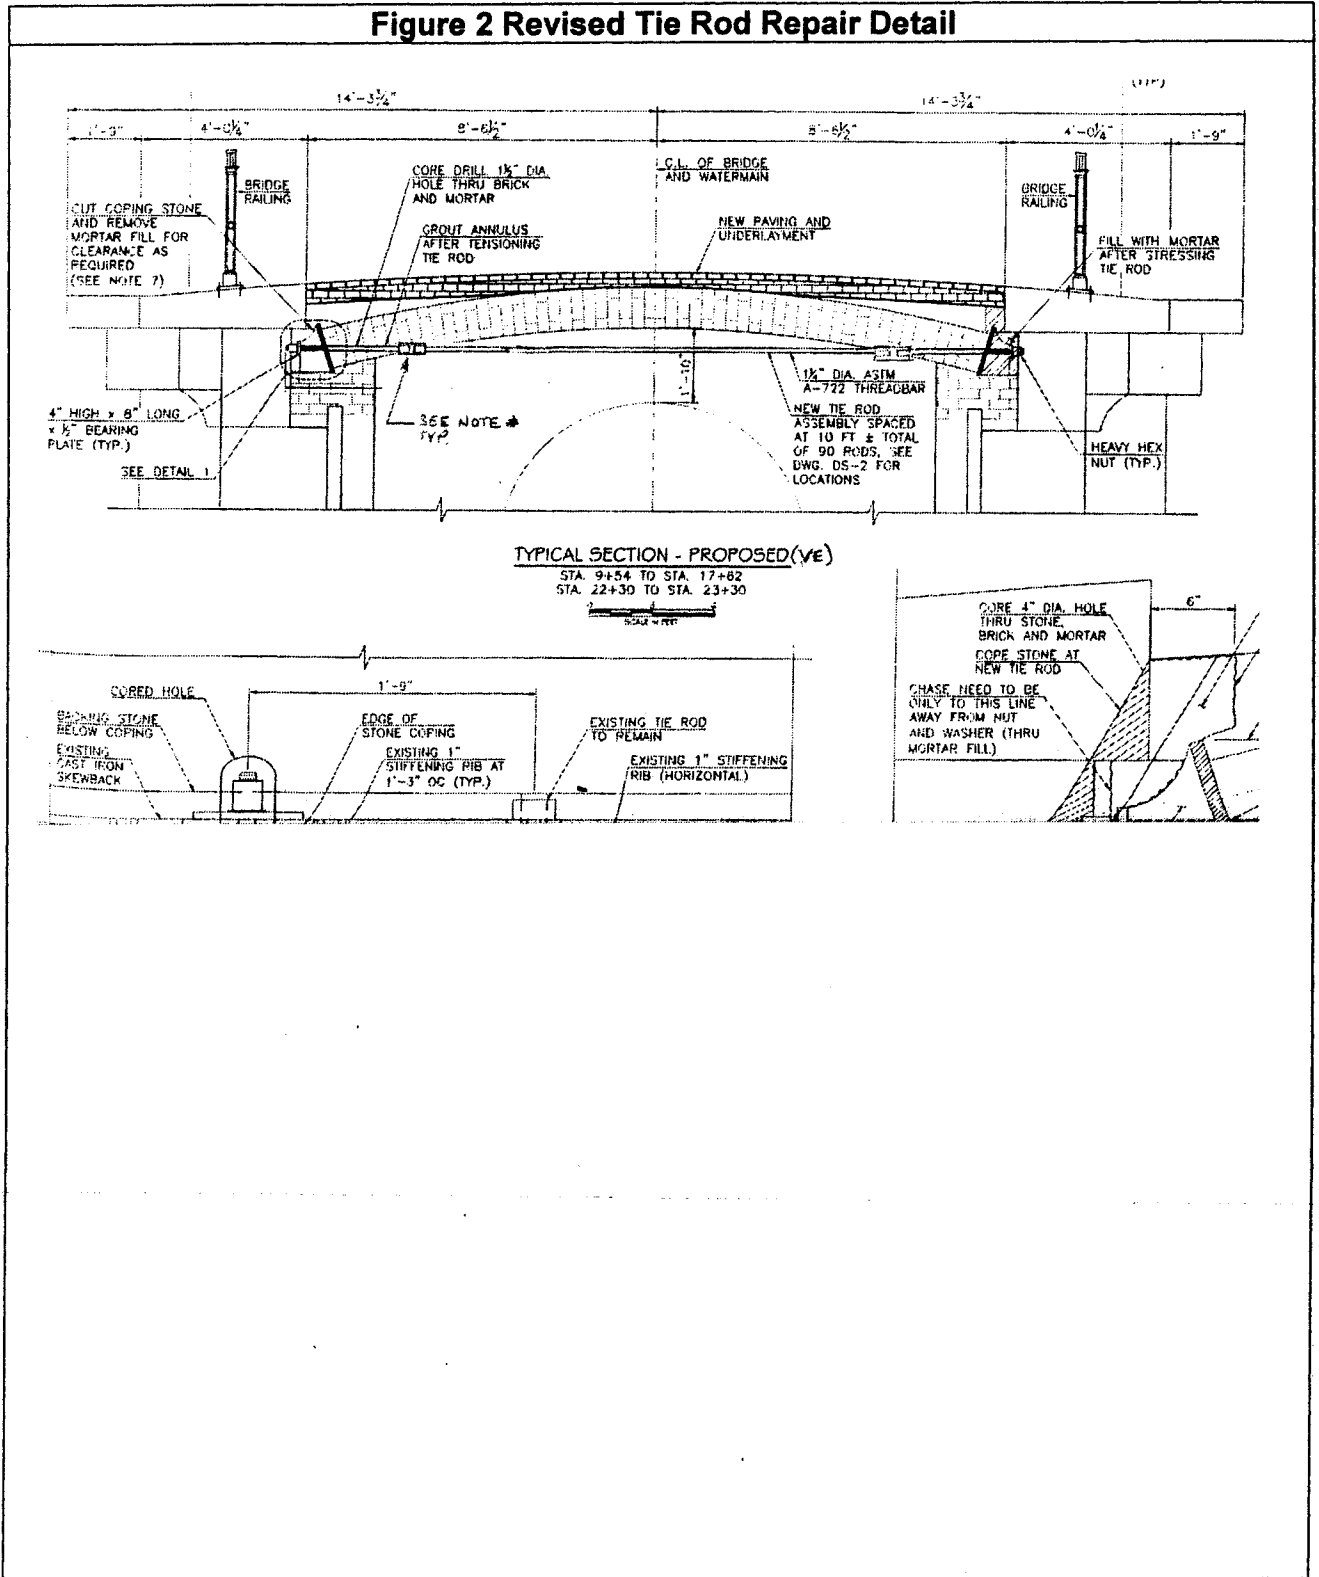 Figure 2 Revised Tie Rod Repair Detail
(TYP)
14'-3¾"
14'-3¾"
1'-9"
4'-0¼"
8'-6½"
8'-6½"
4'-0¼"
1'-9"
BRIDGE
RAILING
CORE DRILL 1½" DIA.
HOLE THRU BRICK
AND MORTAR
C.L. OF BRIDGE
AND WATERMAIN
BRIDGE
RAILING
CUT COPING STONE
AND REMOVE
MORTAR FILL FOR
CLEARANCE AS
REQUIRED
(SEE NOTE 7)
GROUT ANNULUS
AFTER TENSIONING
TIE ROD
NEW PAVING AND
UNDERLAYMENT
FILL WITH MORTAR
AFTER STRESSING
TIE ROD
1'-10"
4" HIGH x 8" LONG
x ½" BEARING
PLATE (TYP.)
SEE NOTE *
TYP.
1¼" DIA. ASTM
A-722 THREADBAR
NEW TIE ROD
ASSEMBLY SPACED
AT 10 FT ± TOTAL
OF 90 RODS, SEE
DWG. DS-2 FOR
LOCATIONS
HEAVY HEX
NUT (TYP.)
SEE DETAIL 1
TYPICAL SECTION - PROPOSED (VE)
STA. 9+54 TO STA. 17+82
STA. 22+30 TO STA. 23+30
SCALE IN FEET
CORED HOLE
1'-9"
BACKING STONE
BELOW COPING
EXISTING
CAST IRON
SKEWBACK
EDGE OF
STONE COPING
EXISTING 1"
STIFFENING RIB AT
1'-3" OC (TYP.)
EXISTING TIE ROD
TO REMAIN
EXISTING 1" STIFFENING
RIB (HORIZONTAL)
CORE 4" DIA. HOLE
THRU STONE,
BRICK AND MORTAR
6"
COPE STONE AT
NEW TIE ROD
CHASE NEED TO BE
ONLY TO THIS LINE
AWAY FROM NUT
AND WASHER (THRU
MORTAR FILL)